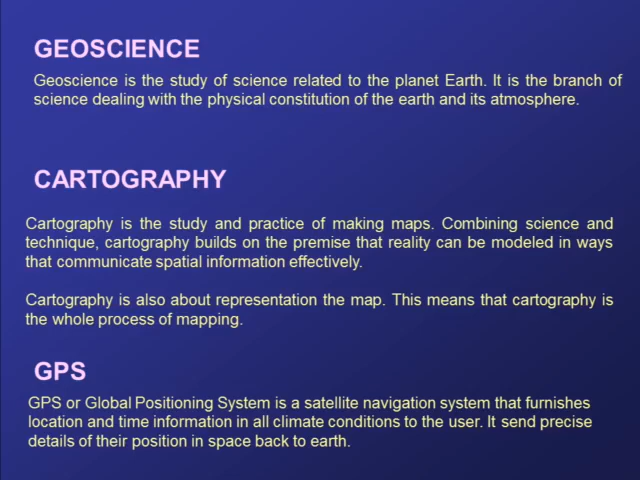 GEOSCIENCE
Geoscience is the study of science related to the planet Earth. It is the branch of
science dealing with the physical constitution of the earth and its atmosphere.
CARTOGRAPHY
Cartography is the study and practice of making maps. Combining science and
technique, cartography builds on the premise that reality can be modeled in ways
that communicate spatial information effectively.
Cartography is also about representation the map. This means that cartography is
the whole process of mapping.
GPS
GPS or Global Positioning System is a satellite navigation system that furnishes
location and time information in all climate conditions to the user. It send precise
details of their position in space back to earth.